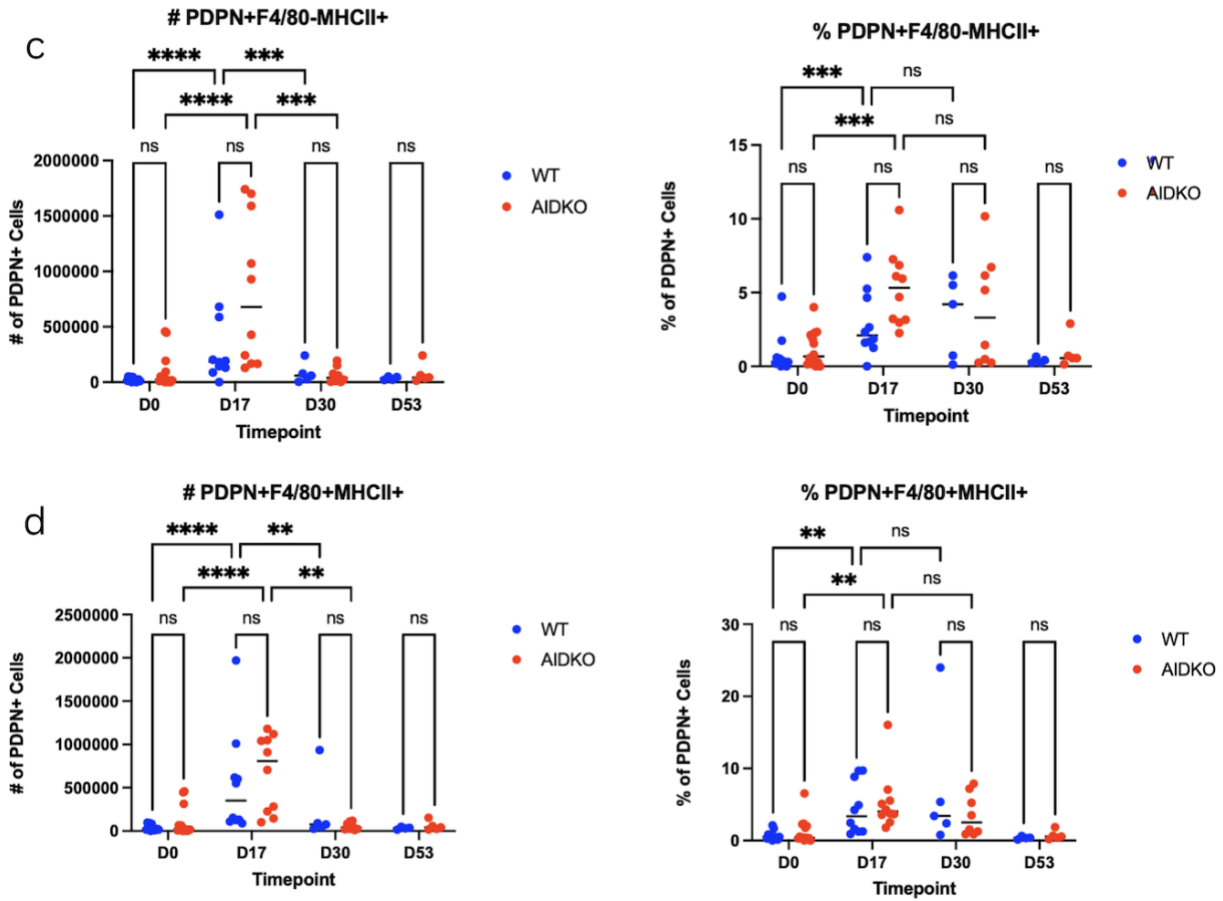 c
# PDPN+F4/80-MHCII+
**** ***
**** ***
ns ns ns ns
2000000
1500000
1000000
500000
0
# of PDPN+ Cells
D0 D17 D30 D53
Timepoint
WT
AIDKO
% PDPN+F4/80-MHCII+
*** ns
*** ns
ns ns ns ns
15
10
5
0
% of PDPN+ Cells
D0 D17 D30 D53
Timepoint
WT
AIDKO
d
# PDPN+F4/80+MHCII+
**** **
**** **
ns ns ns ns
2500000
2000000
1500000
1000000
500000
0
# of PDPN+ Cells
D0 D17 D30 D53
Timepoint
WT
AIDKO
% PDPN+F4/80+MHCII+
** ns
** ns
ns ns ns ns
30
20
10
0
% of PDPN+ Cells
D0 D17 D30 D53
Timepoint
WT
AIDKO